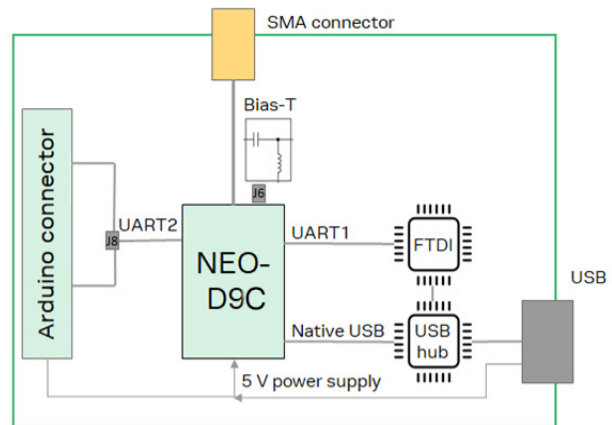 SMA connector
Bias-T
J6
Arduino connector
J8
UART2
NEO-
D9C
UART1
FTDI
USB
Native USB
USB
hub
5 V power supply